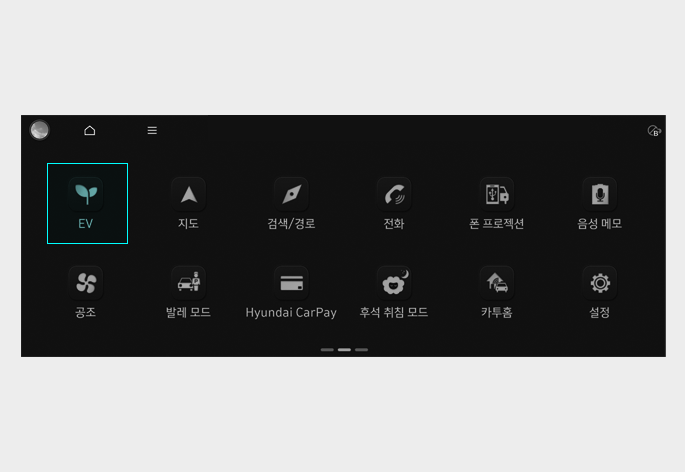 EV
지도
검색/경로
전화
폰 프로젝션
음성 메모
공조
발레 모드
Hyundai CarPay
후석 취침 모드
카투홈
설정